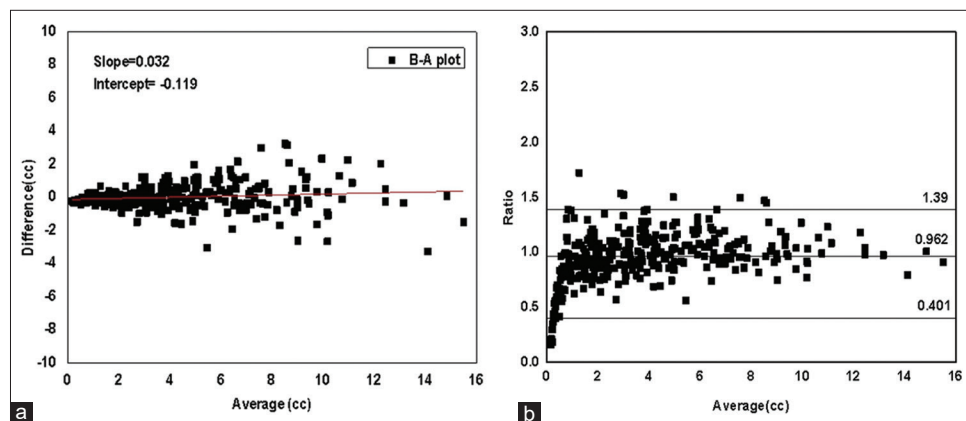 10
8
6
4
2
0
-2
-4
-6
-8
-10
Difference(cc)
Slope=0.032
Intercept= -0.119
B-A plot
0 2 4 6 8 10 12 14 16
Average (cc)
a
3.0
2.5
2.0
1.5
1.0
0.5
0.0
Ratio
1.39
0.962
0.401
0 2 4 6 8 10 12 14 16
Average(cc)
b